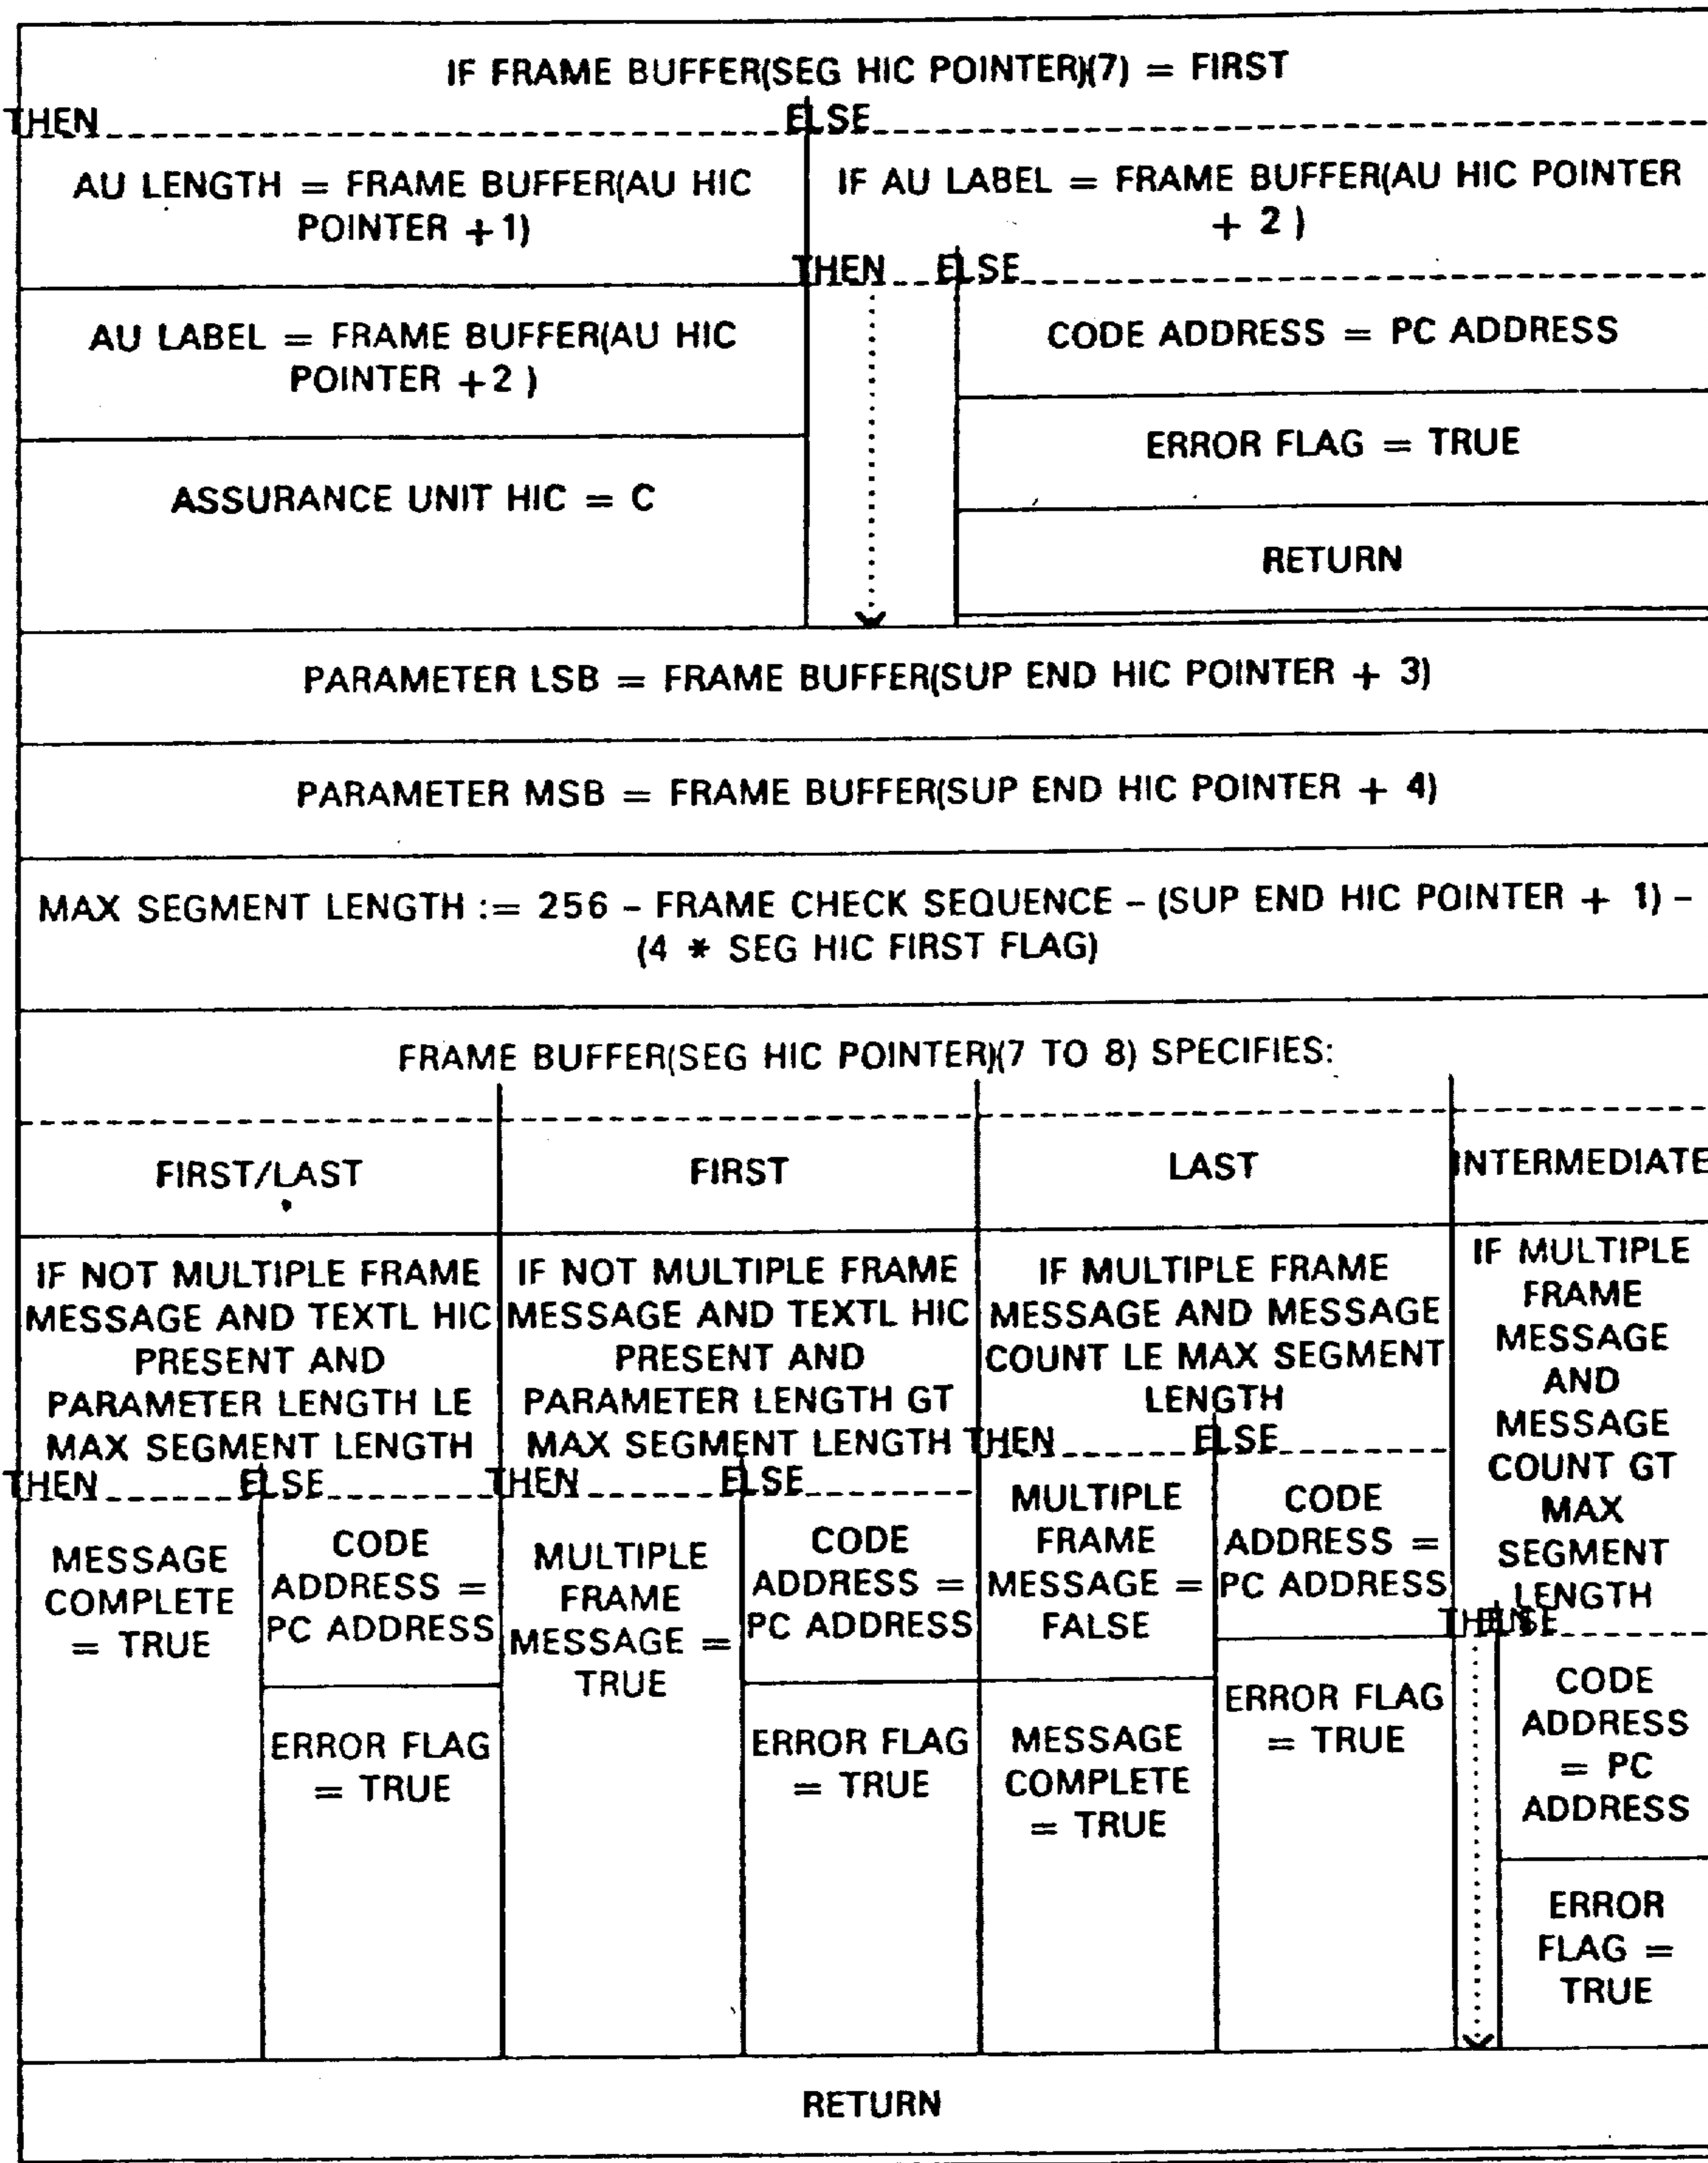 IF FRAME BUFFER(SEG HIC POINTER)(7) = FIRST
THEN
ELSE
AU LENGTH = FRAME BUFFER(AU HIC
POINTER +1)
AU LABEL = FRAME BUFFER(AU HIC
POINTER +2 )
ASSURANCE UNIT HIC = C
IF AU LABEL = FRAME BUFFER(AU HIC POINTER
+ 2 )
THEN
ELSE
CODE ADDRESS = PC ADDRESS
ERROR FLAG = TRUE
RETURN
PARAMETER LSB = FRAME BUFFER(SUP END HIC POINTER + 3)
PARAMETER MSB = FRAME BUFFER(SUP END HIC POINTER + 4)
MAX SEGMENT LENGTH := 256 – FRAME CHECK SEQUENCE – (SUP END HIC POINTER + 1) –
(4 * SEG HIC FIRST FLAG)
FRAME BUFFER(SEG HIC POINTER)(7 TO 8) SPECIFIES:
FIRST/LAST
IF NOT MULTIPLE FRAME
MESSAGE AND TEXTL HIC
PRESENT AND
PARAMETER LENGTH LE
MAX SEGMENT LENGTH
THEN
ELSE
MESSAGE
COMPLETE
= TRUE
CODE
ADDRESS =
PC ADDRESS
ERROR FLAG
= TRUE
FIRST
IF NOT MULTIPLE FRAME
MESSAGE AND TEXTL HIC
PRESENT AND
PARAMETER LENGTH GT
MAX SEGMENT LENGTH
THEN
ELSE
MULTIPLE
FRAME
MESSAGE =
TRUE
CODE
ADDRESS =
PC ADDRESS
ERROR FLAG
= TRUE
LAST
IF MULTIPLE FRAME
MESSAGE AND MESSAGE
COUNT LE MAX SEGMENT
LENGTH
THEN
ELSE
MULTIPLE
FRAME
MESSAGE =
FALSE
MESSAGE
COMPLETE
= TRUE
CODE
ADDRESS =
PC ADDRESS
ERROR FLAG
= TRUE
INTERMEDIATE
IF MULTIPLE
FRAME
MESSAGE
AND
MESSAGE
COUNT GT
MAX
SEGMENT
LENGTH
THEN
ELSE
CODE
ADDRESS
= PC
ADDRESS
ERROR
FLAG =
TRUE
RETURN